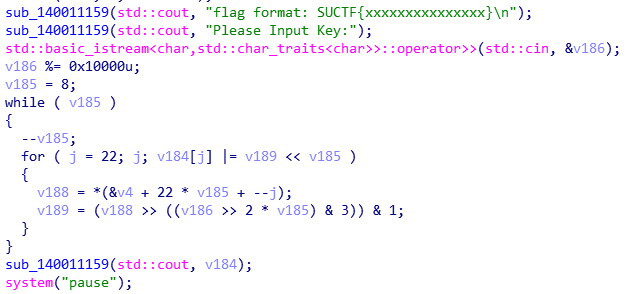 sub_140011159(std::cout, "flag format: SUCTF{xxxxxxxxxxxxxxx}\n");
sub_140011159(std::cout, "Please Input Key:");
std::basic_istream<char,std::char_traits<char>>::operator>>(std::cin, &v186);
v186 %= 0x10000u;
v185 = 8;
while ( v185 )
{
--v185;
for ( j = 22; j; v184[j] |= v189 << v185 )
{
v188 = *(&v4 + 22 * v185 + --j);
v189 = (v188 >> ((v186 >> 2 * v185) & 3)) & 1;
}
}
sub_140011159(std::cout, v184);
system("pause");